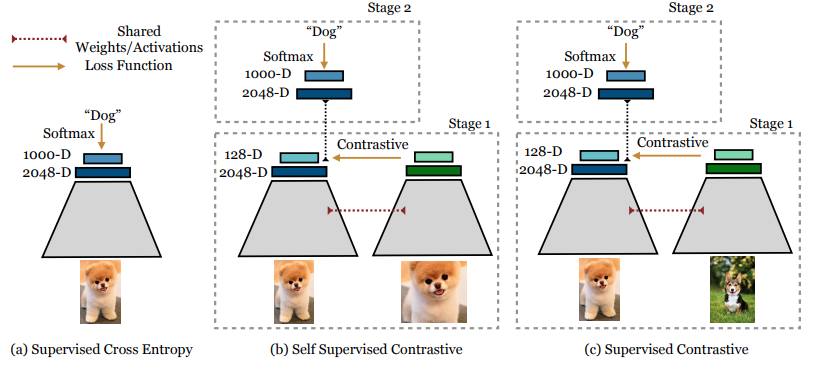 Shared
Weights/Activations
Loss Function
"Dog"
Softmax
1000-D
2048-D
(a) Supervised Cross Entropy
Stage 2
"Dog"
Softmax
1000-D
2048-D
Stage 1
Contrastive
128-D
2048-D
(b) Self Supervised Contrastive
Stage 2
"Dog"
Softmax
1000-D
2048-D
Stage 1
Contrastive
128-D
2048-D
(c) Supervised Contrastive